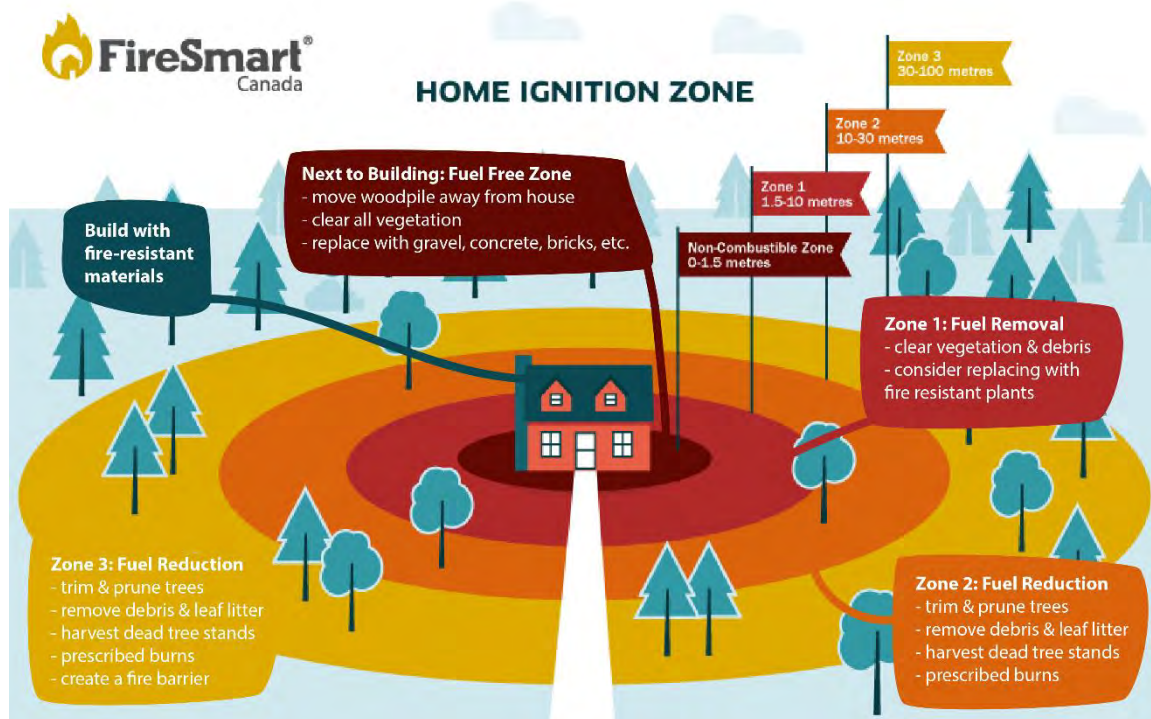 FireSmart®
Canada
HOME IGNITION ZONE
Zone 3
30-100 metres
Zone 2
10-30 metres
Zone 1
1.5-10 metres
Non-Combustible Zone
0-1.5 metres
Next to Building: Fuel Free Zone
- move woodpile away from house
- clear all vegetation
- replace with gravel, concrete, bricks, etc.
Build with
fire-resistant
materials
Zone 1: Fuel Removal
- clear vegetation & debris
- consider replacing with
fire resistant plants
Zone 3: Fuel Reduction
- trim & prune trees
- remove debris & leaf litter
- harvest dead tree stands
- prescribed burns
- create a fire barrier
Zone 2: Fuel Reduction
- trim & prune trees
- remove debris & leaf litter
- harvest dead tree stands
- prescribed burns